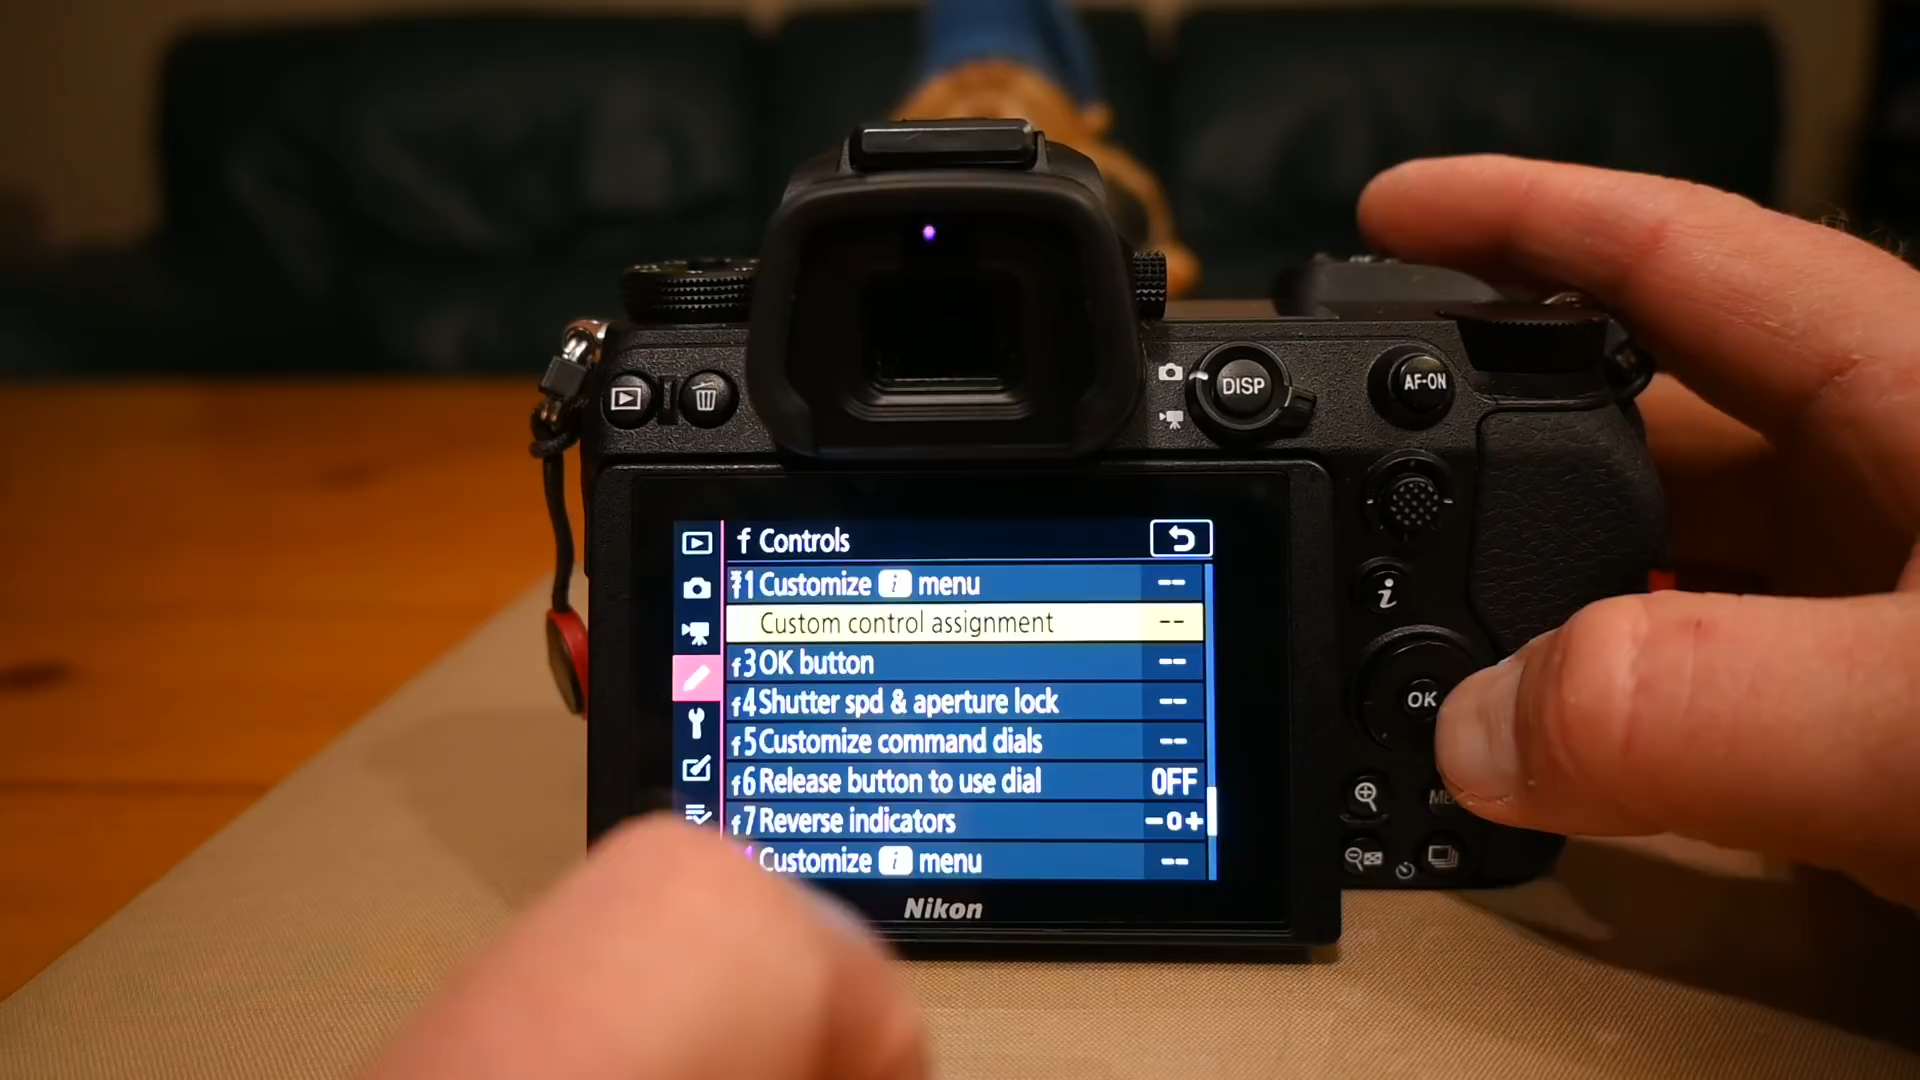 DISP
AF-ON
f Controls
f1 Customize i menu --
Custom control assignment --
f3 OK button --
f4 Shutter spd & aperture lock --
f5 Customize command dials --
f6 Release button to use dial OFF
f7 Reverse indicators -0+
Customize i menu --
i
OK
Nikon